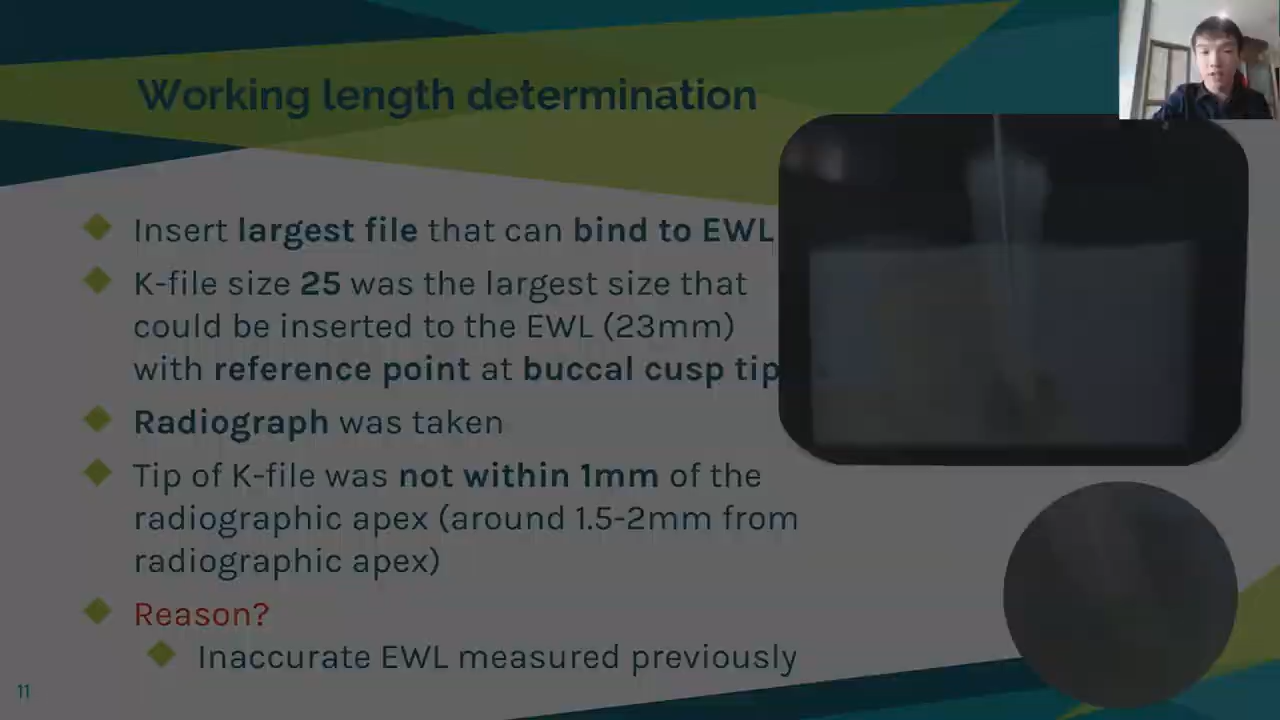 Working length determination
Insert largest file that can bind to EWL
K-file size 25 was the largest size that
could be inserted to the EWL (23mm)
with reference point at buccal cusp tip
Radiograph was taken
Tip of K-file was not within 1mm of the
radiographic apex (around 1.5-2mm from
radiographic apex)
Reason?
Inaccurate EWL measured previously
11